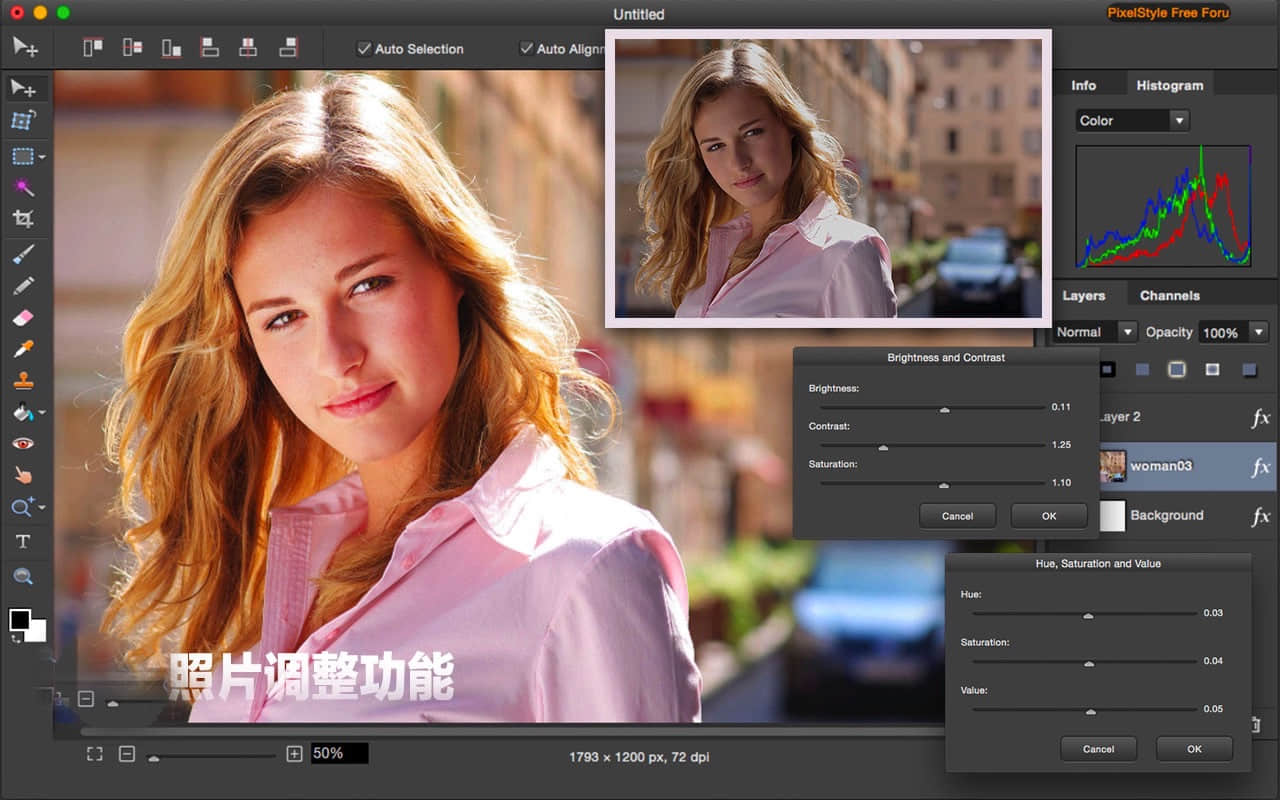 Untitled
PixelStyle Free Foru
Auto Selection
Auto Alignm
Info
Histogram
Color
Layers
Channels
Normal
Opacity
100%
Brightness and Contrast
Brightness:
0.11
Contrast:
1.25
Saturation:
1.10
Cancel
OK
ayer 2
fx
woman03
fx
Background
fx
Hue, Saturation and Value
Hue:
0.03
Saturation:
0.04
Value:
0.05
Cancel
OK
T
照片调整功能
50%
1793 × 1200 px, 72 dpi